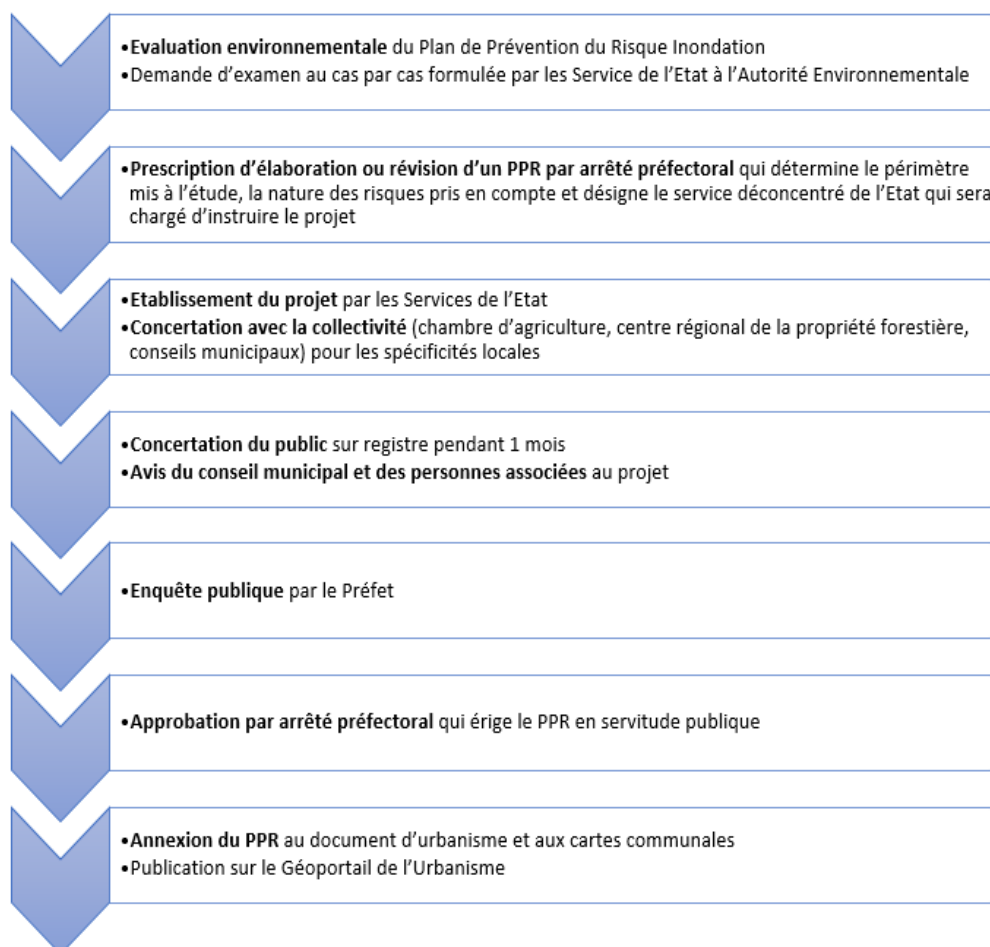 •Evaluation environnementale du Plan de Prévention du Risque Inondation
•Demande d'examen au cas par cas formulée par les Service de l'Etat à l'Autorité Environnementale
•Prescription d'élaboration ou révision d'un PPR par arrêté préfectoral qui détermine le périmètre
mis à l'étude, la nature des risques pris en compte et désigne le service déconcentré de l'Etat qui sera
chargé d'instruire le projet
•Etablissement du projet par les Services de l'Etat
•Concertation avec la collectivité (chambre d'agriculture, centre régional de la propriété forestière,
conseils municipaux) pour les spécificités locales
•Concertation du public sur registre pendant 1 mois
•Avis du conseil municipal et des personnes associées au projet
•Enquête publique par le Préfet
•Approbation par arrêté préfectoral qui érige le PPR en servitude publique
•Annexion du PPR au document d'urbanisme et aux cartes communales
•Publication sur le Géoportail de l'Urbanisme